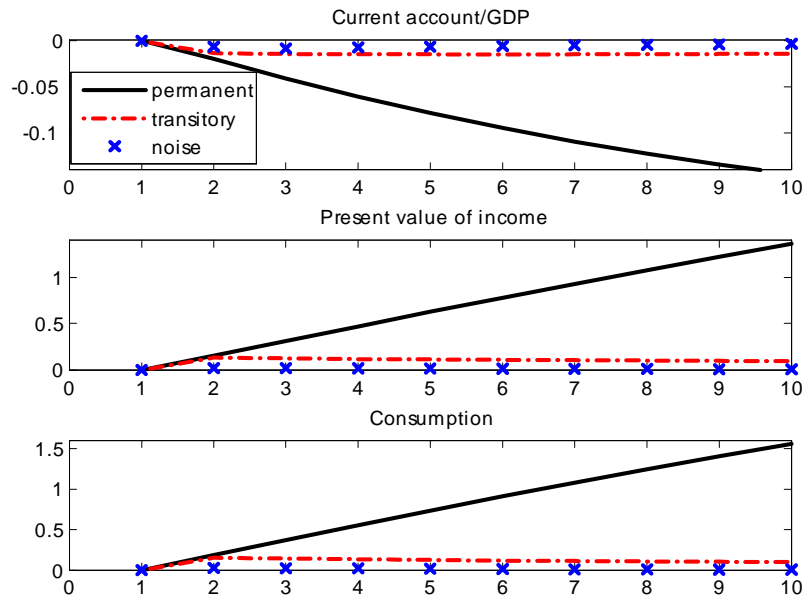 Current account/GDP
0
-0.05
-0.1
permanent
transitory
noise
0 1 2 3 4 5 6 7 8 9 10
Present value of income
1
0.5
0
0 1 2 3 4 5 6 7 8 9 10
Consumption
1.5
1
0.5
0
0 1 2 3 4 5 6 7 8 9 10